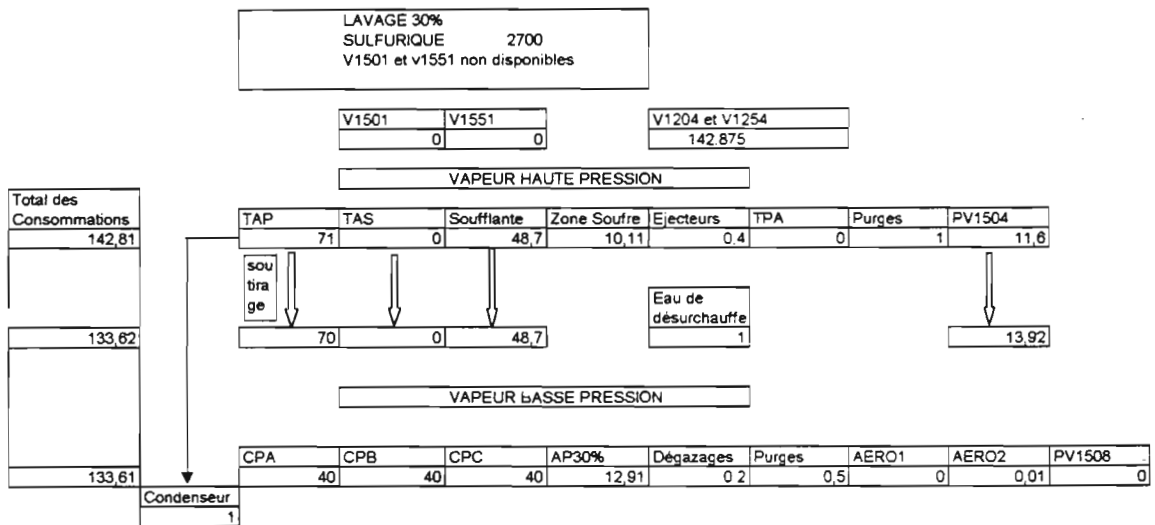 LAVAGE 30%
SULFURIQUE 2700
V1501 et v1551 non disponibles
V1501 V1551 V1204 et V1254
0 0 142.875
VAPEUR HAUTE PRESSION
Total des
Consommations TAP TAS Soufflante Zone Soufre Ejecteurs TPA Purges PV1504
142,81 71 0 48,7 10,11 0,4 0 1 11,6
sou
tira
ge
Eau de
désurchauffe
133,62 70 0 48,7 1 13,92
VAPEUR BASSE PRESSION
CPA CPB CPC AP30% Dégazages Purges AERO1 AERO2 PV1508
133,61 40 40 40 12,91 0 2 0,5 0 0,01 0
Condenseur
1